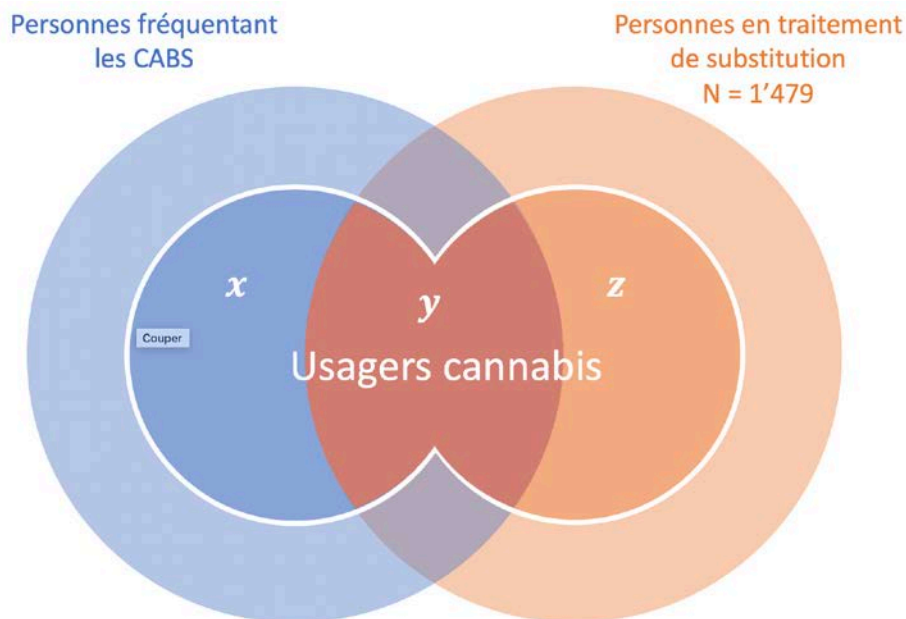 Personnes fréquentant
les CABS
Personnes en traitement
de substitution
N = 1’479
x
y
z
Couper
Usagers cannabis